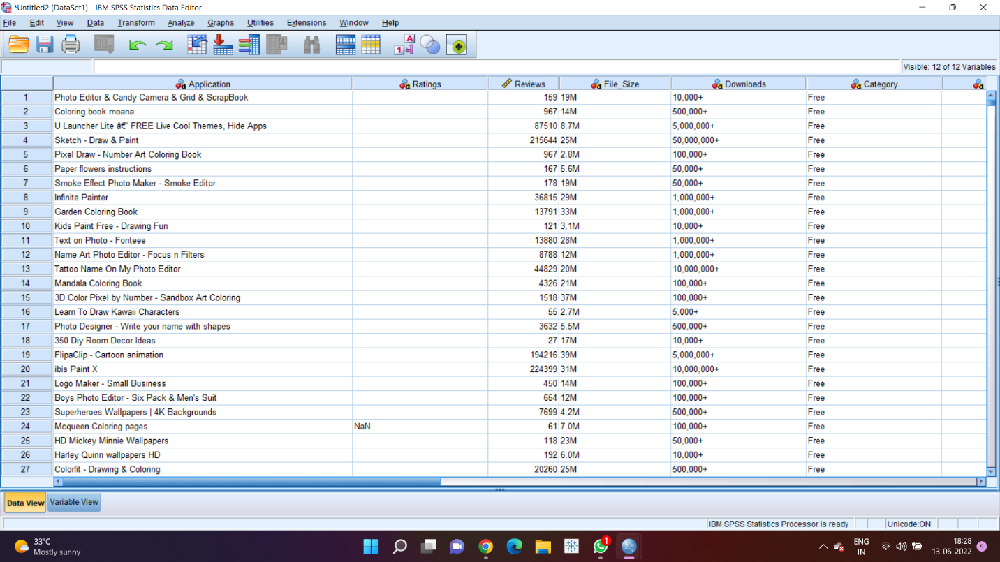 *Untitled2 [DataSet1] - IBM SPSS Statistics Data Editor
File Edit View Data Transform Analyze Graphs Utilities Extensions Window Help
A
1
Visible: 12 of 12 Variables
Application Ratings Reviews File_Size Downloads Category
1 Photo Editor & Candy Camera & Grid & ScrapBook 159 19M 10,000+ Free
2 Coloring book moana 967 14M 500,000+ Free
3 U Launcher Lite â€“ FREE Live Cool Themes, Hide Apps 87510 8.7M 5,000,000+ Free
4 Sketch - Draw & Paint 215644 25M 50,000,000+ Free
5 Pixel Draw - Number Art Coloring Book 967 2.8M 100,000+ Free
6 Paper flowers instructions 167 5.6M 50,000+ Free
7 Smoke Effect Photo Maker - Smoke Editor 178 19M 50,000+ Free
8 Infinite Painter 36815 29M 1,000,000+ Free
9 Garden Coloring Book 13791 33M 1,000,000+ Free
10 Kids Paint Free - Drawing Fun 121 3.1M 10,000+ Free
11 Text on Photo - Fonteee 13880 28M 1,000,000+ Free
12 Name Art Photo Editor - Focus n Filters 8788 12M 1,000,000+ Free
13 Tattoo Name On My Photo Editor 44829 20M 10,000,000+ Free
14 Mandala Coloring Book 4326 21M 100,000+ Free
15 3D Color Pixel by Number - Sandbox Art Coloring 1518 37M 100,000+ Free
16 Learn To Draw Kawaii Characters 55 2.7M 5,000+ Free
17 Photo Designer - Write your name with shapes 3632 5.5M 500,000+ Free
18 350 Diy Room Decor Ideas 27 17M 10,000+ Free
19 FlipaClip - Cartoon animation 194216 39M 5,000,000+ Free
20 ibis Paint X 224399 31M 10,000,000+ Free
21 Logo Maker - Small Business 450 14M 100,000+ Free
22 Boys Photo Editor - Six Pack & Men's Suit 654 12M 100,000+ Free
23 Superheroes Wallpapers | 4K Backgrounds 7699 4.2M 500,000+ Free
24 Mcqueen Coloring pages NaN 61 7.0M 100,000+ Free
25 HD Mickey Minnie Wallpapers 118 23M 50,000+ Free
26 Harley Quinn wallpapers HD 192 6.0M 10,000+ Free
27 Colorfit - Drawing & Coloring 20260 25M 500,000+ Free
Data View Variable View
IBM SPSS Statistics Processor is ready Unicode:ON
33°C
Mostly sunny
1
ENG
IN
18:28
13-06-2022
5